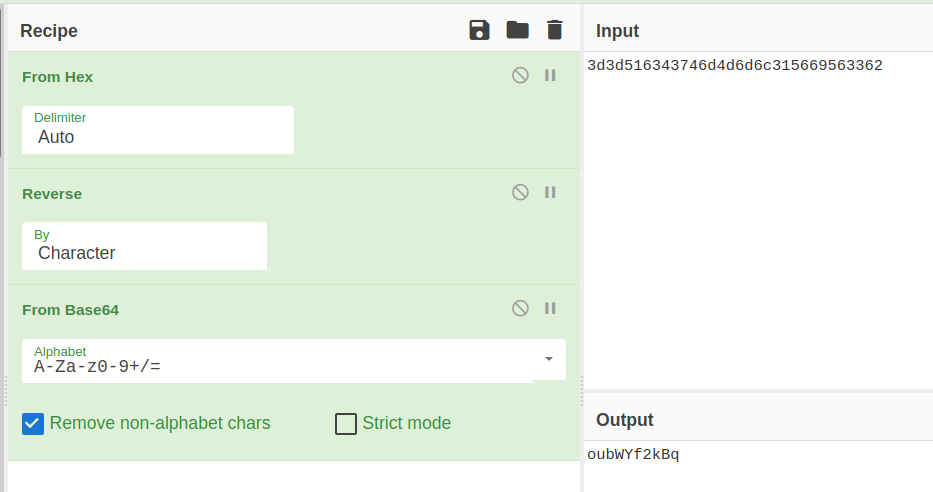 Recipe
From Hex
Delimiter
Auto
Reverse
By
Character
From Base64
Alphabet
A-Za-z0-9+/=
Remove non-alphabet chars
Strict mode
Input
3d3d516343746d4d6d6c315669563362
Output
oubWYf2kBq